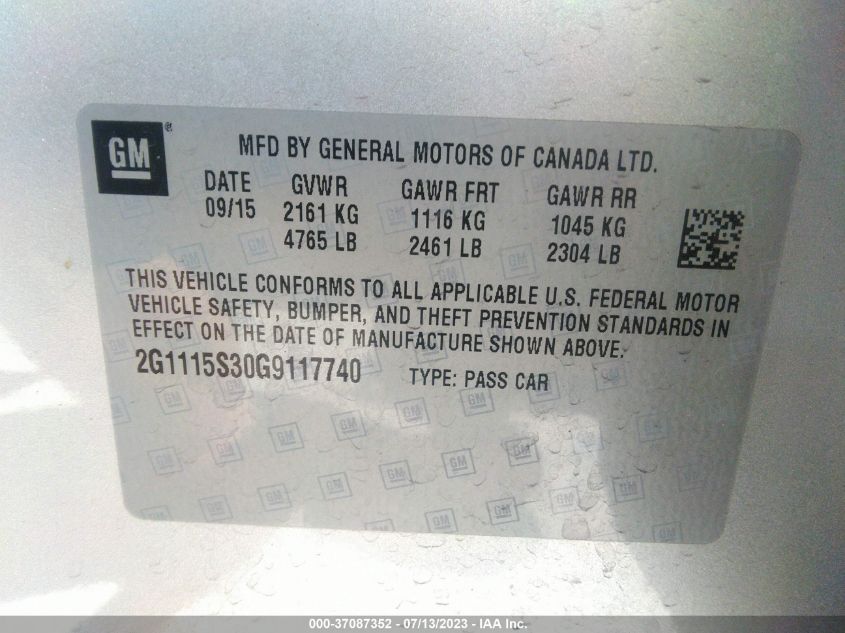 GM®
MFD BY GENERAL MOTORS OF CANADA LTD.
DATE GVWR GAWR FRT GAWR RR
09/15 2161 KG 1116 KG 1045 KG
4765 LB 2461 LB 2304 LB
THIS VEHICLE CONFORMS TO ALL APPLICABLE U.S. FEDERAL MOTOR
VEHICLE SAFETY, BUMPER, AND THEFT PREVENTION STANDARDS IN
EFFECT ON THE DATE OF MANUFACTURE SHOWN ABOVE.
2G1115S30G9117740 TYPE: PASS CAR
000-37087352 - 07/13/2023 - IAA Inc.